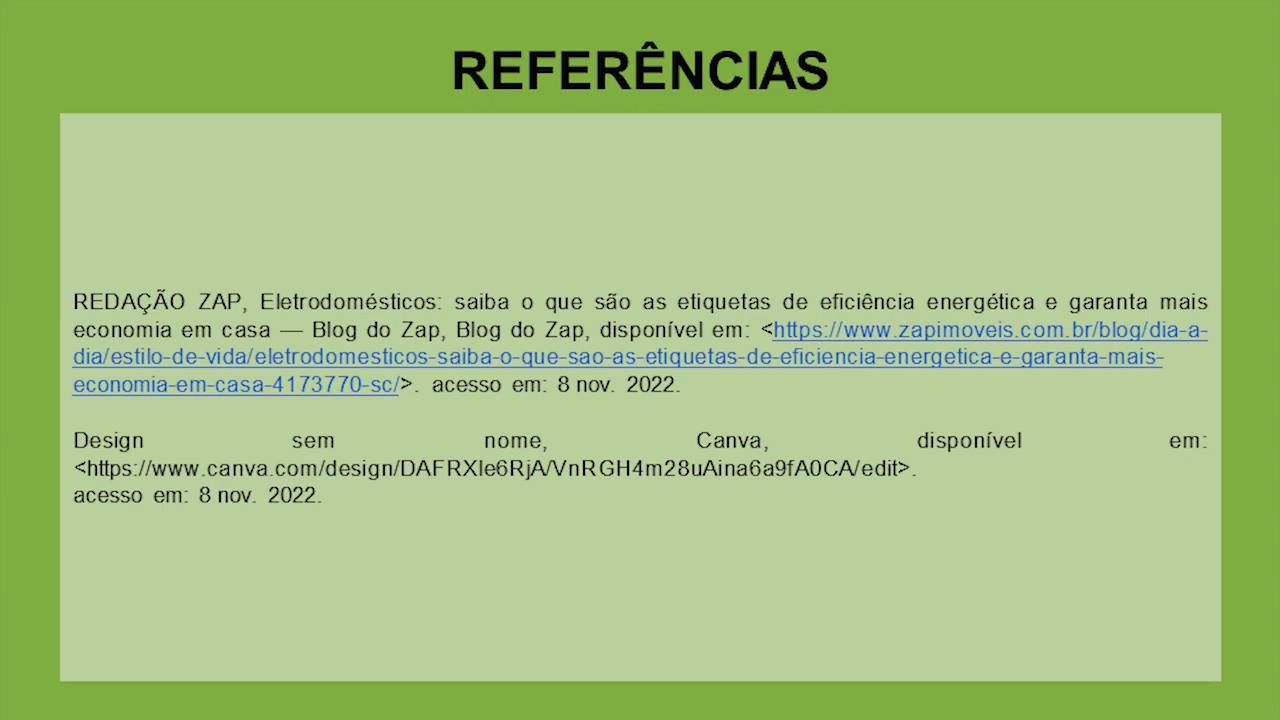 REFERÊNCIAS
REDAÇÃO ZAP, Eletrodomésticos: saiba o que são as etiquetas de eficiência energética e garanta mais
economia em casa — Blog do Zap, Blog do Zap, disponível em: <https://www.zapimoveis.com.br/blog/dia-a-
dia/estilo-de-vida/eletrodomesticos-saiba-o-que-sao-as-etiquetas-de-eficiencia-energetica-e-garanta-mais-
economia-em-casa-4173770-sc/>. acesso em: 8 nov. 2022.
Design sem nome, Canva, disponível em:
<https://www.canva.com/design/DAFRXIe6RjA/VnRGH4m28uAina6a9fA0CA/edit>.
acesso em: 8 nov. 2022.